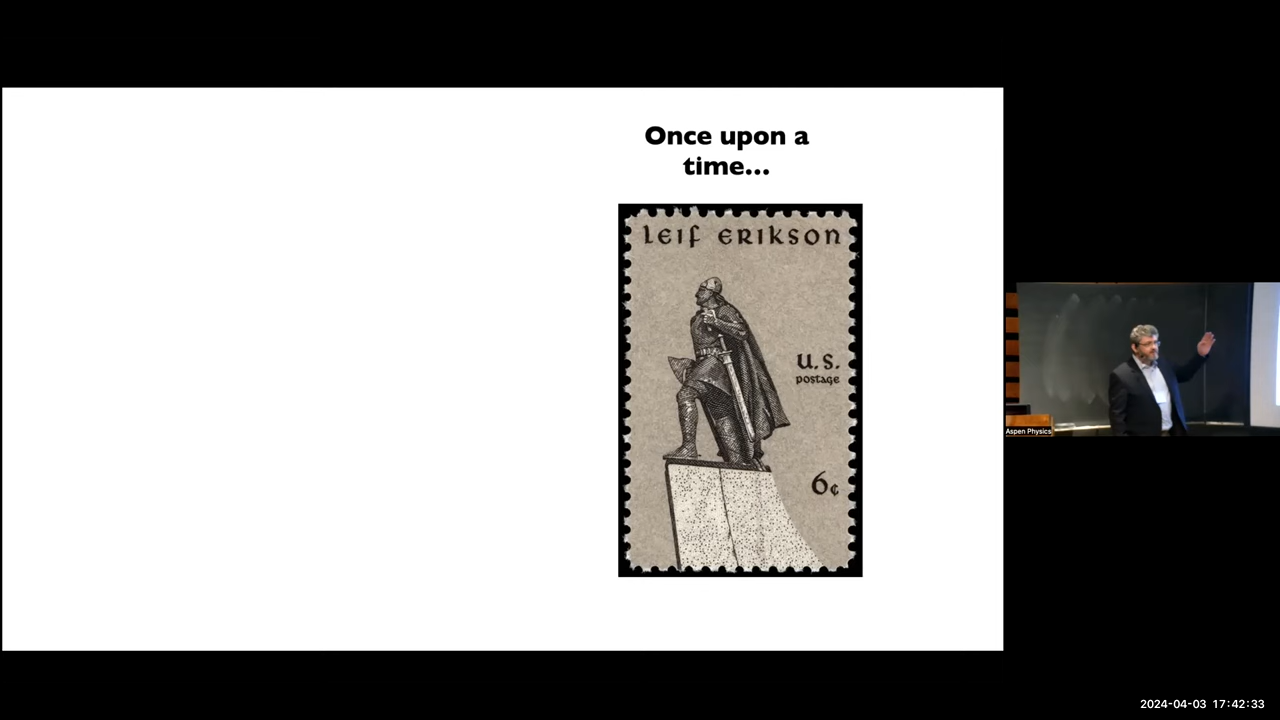 Once upon a
time...
LEIF ERIKSON
U.S.
postage
6¢
Aspen Physics
2024-04-03 17:42:33